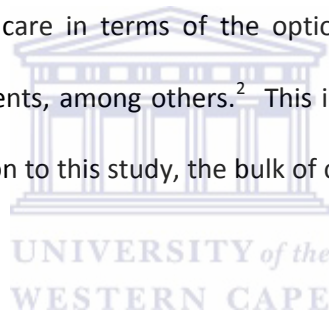 care in terms of the optic
ents, among others.²  This i
on to this study, the bulk of
UNIVERSITY of the
WESTERN CAPE